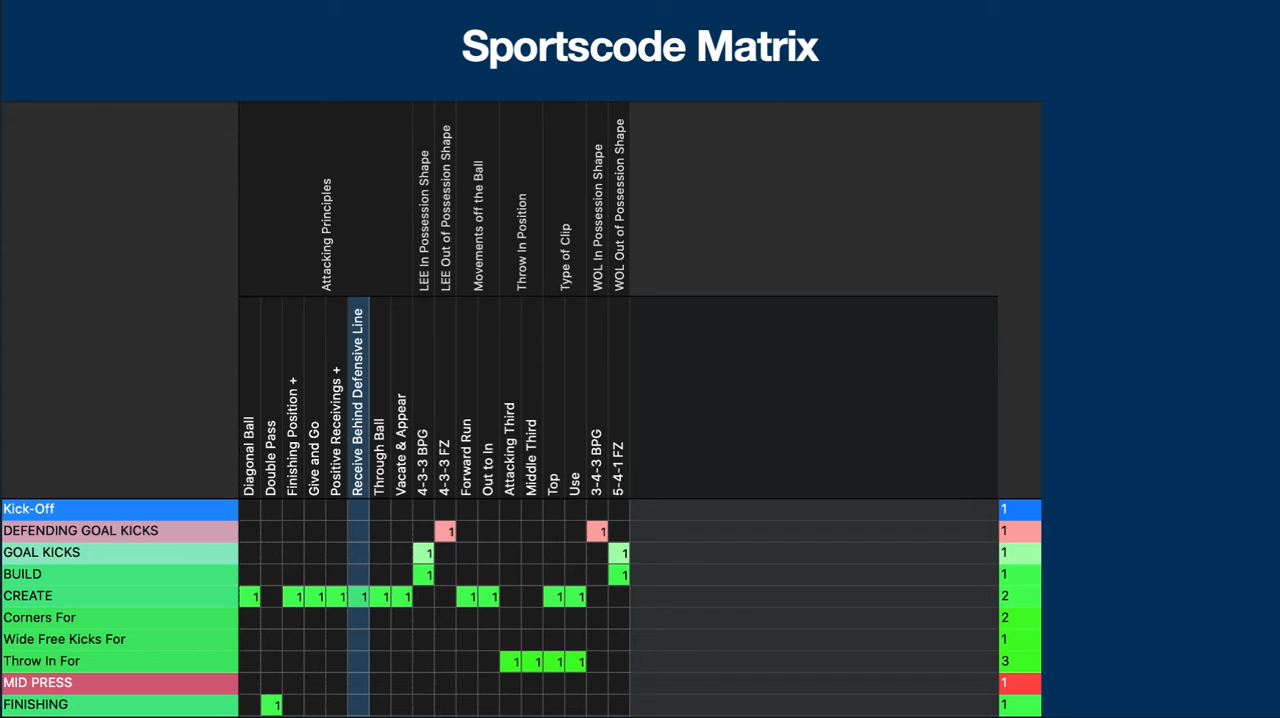 Sportscode Matrix
Attacking Principles
LEE In Possession Shape
LEE Out of Possession Shape
Movements off the Ball
Throw In Position
Type of Clip
WOL In Possession Shape
WOL Out of Possession Shape
Diagonal Ball
Double Pass
Finishing Position +
Give and Go
Positive Receivings +
Receive Behind Defensive Line
Through Ball
Vacate & Appear
4-3-3 BPG
4-3-3 FZ
Forward Run
Out to In
Attacking Third
Middle Third
Top
Use
3-4-3 BPG
5-4-1 FZ
Kick-Off 1
DEFENDING GOAL KICKS 1 1 1
GOAL KICKS 1 1 1
BUILD 1 1 1
CREATE 1 1 1 1 1 1 1 1 1 1 1 2
Corners For 2
Wide Free Kicks For 1
Throw In For 1 1 1 1 3
MID PRESS 1
FINISHING 1 1